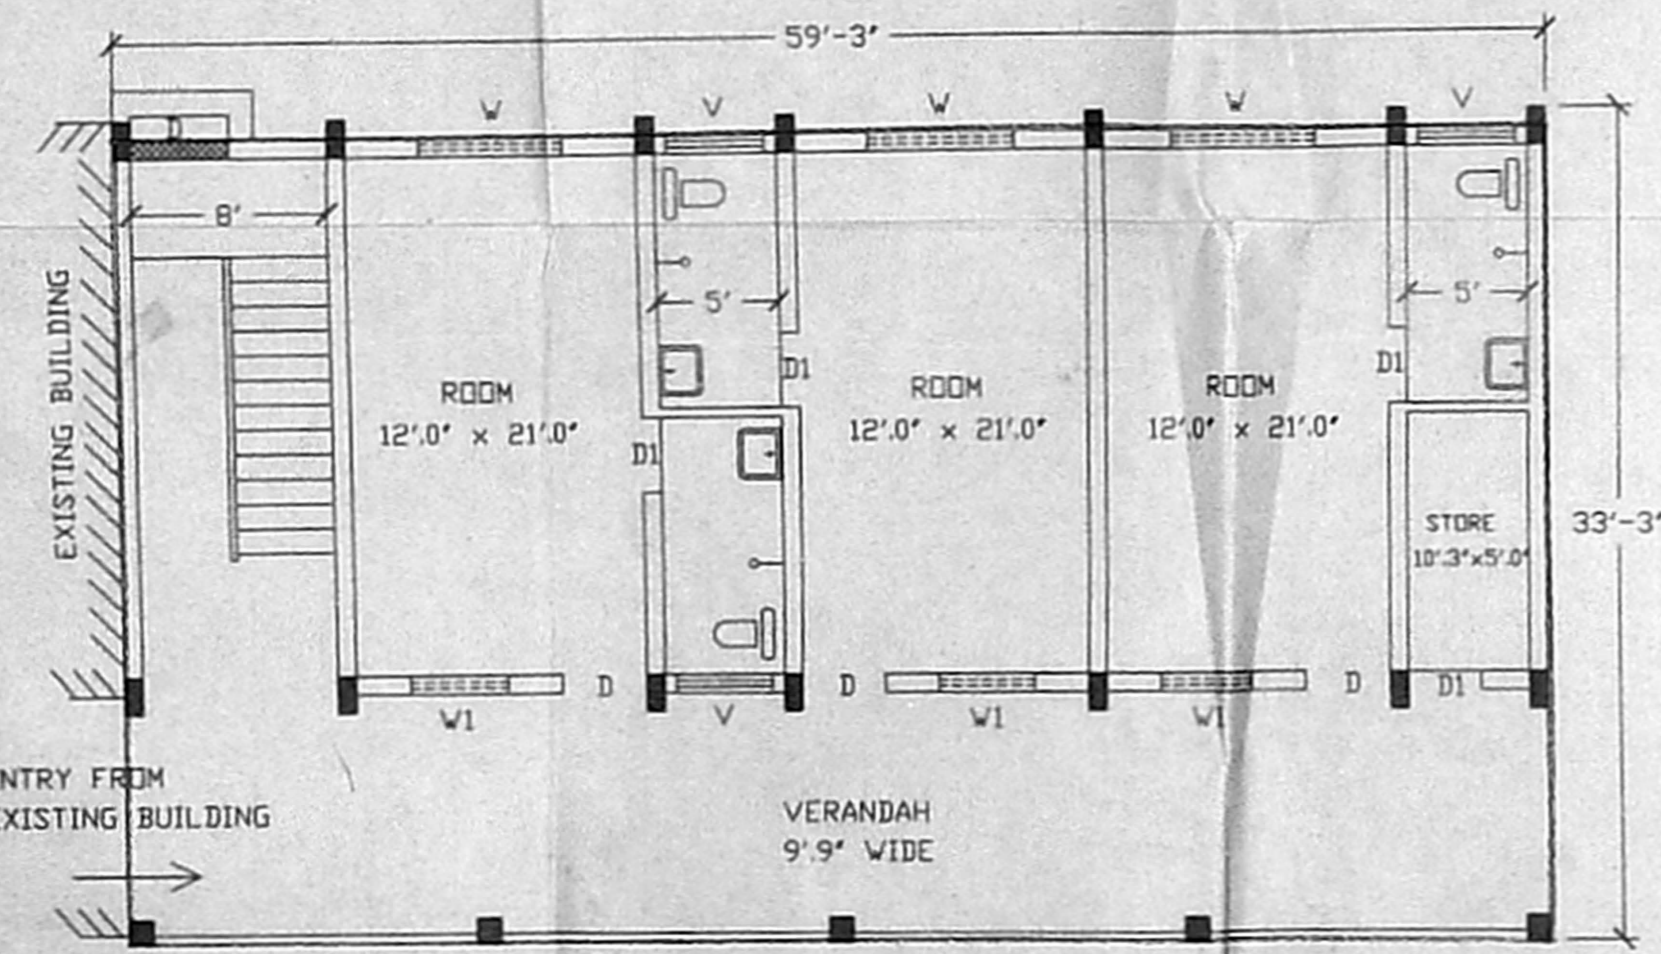 59'-3"
W
V
W
W
V
8'
5'
5'
EXISTING BUILDING
D1
D1
ROOM
12'.0" x 21'.0"
ROOM
12'.0" x 21'.0"
ROOM
12'.0" x 21'.0"
D1
STORE
10'.3"x5'.0"
33'-3"
D
D
D
D1
W1
V
W1
W1
NTRY FROM
XISTING BUILDING
VERANDAH
9'.9" WIDE